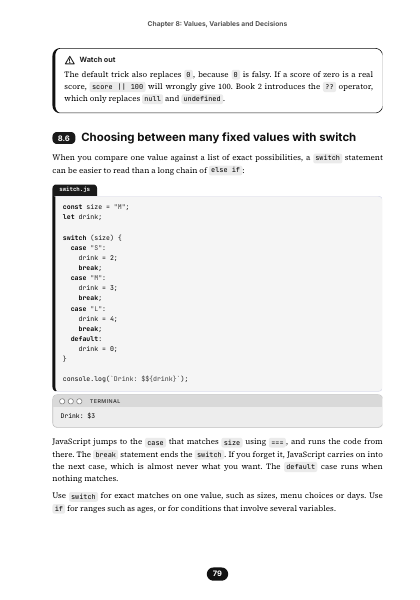 Chapter 8: Values, Variables and Decisions
Watch out
The default trick also replaces 0, because 0 is falsy. If a score of zero is a real
score, score || 100 will wrongly give 100. Book 2 introduces the ?? operator,
which only replaces null and undefined.
8.6 Choosing between many fixed values with switch
When you compare one value against a list of exact possibilities, a switch statement
can be easier to read than a long chain of else if:
switch.js
const size = "M";
let drink;
switch (size) {
  case "S":
    drink = 2;
    break;
  case "M":
    drink = 3;
    break;
  case "L":
    drink = 4;
    break;
  default:
    drink = 0;
}
console.log(`Drink: $${drink}`);
TERMINAL
Drink: $3
JavaScript jumps to the case that matches size using ===, and runs the code from
there. The break statement ends the switch. If you forget it, JavaScript carries on into
the next case, which is almost never what you want. The default case runs when
nothing matches.
Use switch for exact matches on one value, such as sizes, menu choices or days. Use
if for ranges such as ages, or for conditions that involve several variables.
79